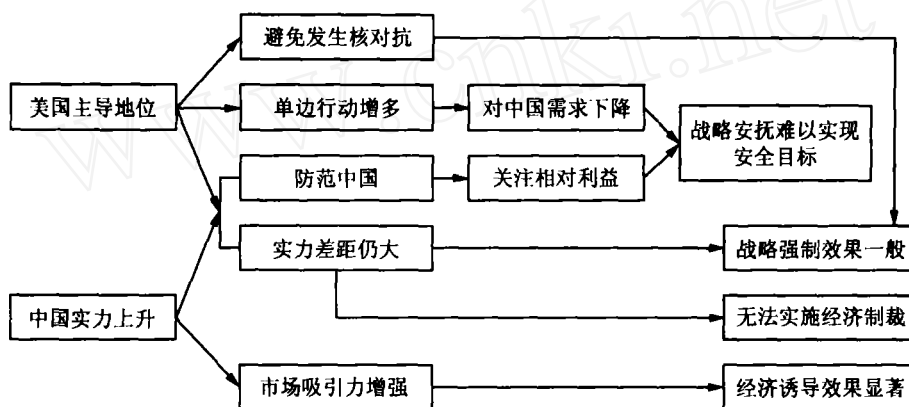 避免发生核对抗
美国主导地位
单边行动增多
对中国需求下降
战略安抚难以实现
安全目标
防范中国
关注相对利益
实力差距仍大
战略强制效果一般
中国实力上升
无法实施经济制裁
市场吸引力增强
经济诱导效果显著
www.cnki.net